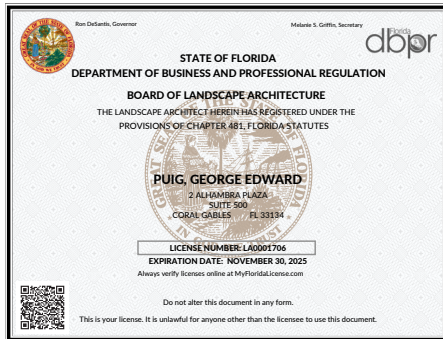 Ron DeSantis, Governor
Melanie S. Griffin, Secretary
Florida
dbpr
STATE OF FLORIDA
DEPARTMENT OF BUSINESS AND PROFESSIONAL REGULATION
BOARD OF LANDSCAPE ARCHITECTURE
THE LANDSCAPE ARCHITECT HEREIN HAS REGISTERED UNDER THE
PROVISIONS OF CHAPTER 481, FLORIDA STATUTES
PUIG, GEORGE EDWARD
2 ALHAMBRA PLAZA
SUITE 500
CORAL GABLES FL 33134
LICENSE NUMBER: LA0001706
EXPIRATION DATE: NOVEMBER 30, 2025
Always verify licenses online at MyFloridaLicense.com
Do not alter this document in any form.
This is your license. It is unlawful for anyone other than the licensee to use this document.